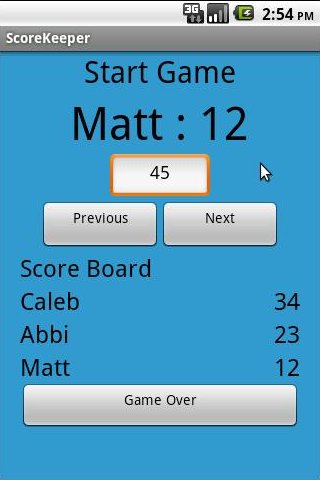 3G 2:54 PM
ScoreKeeper
Start Game
Matt : 12
45
Previous Next
Score Board
Caleb 34
Abbi 23
Matt 12
Game Over